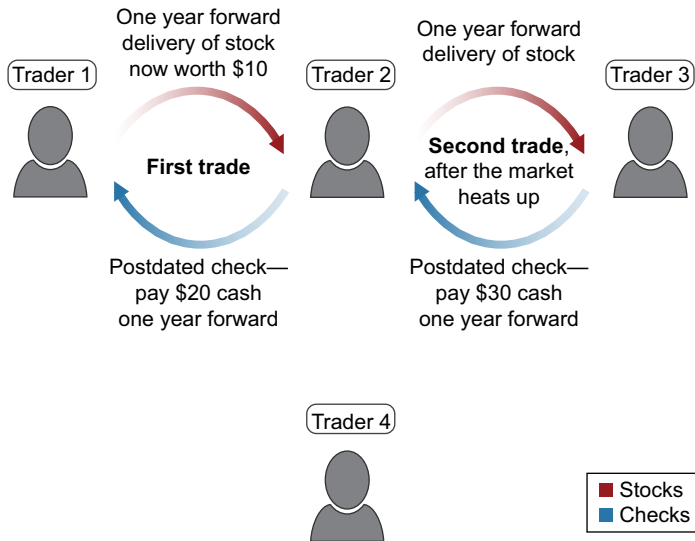 One year forward
delivery of stock
now worth $10
One year forward
delivery of stock
Trader 1
Trader 2
Trader 3
First trade
Second trade,
after the market
heats up
Postdated check—
pay $20 cash
one year forward
Postdated check—
pay $30 cash
one year forward
Trader 4
Stocks
Checks